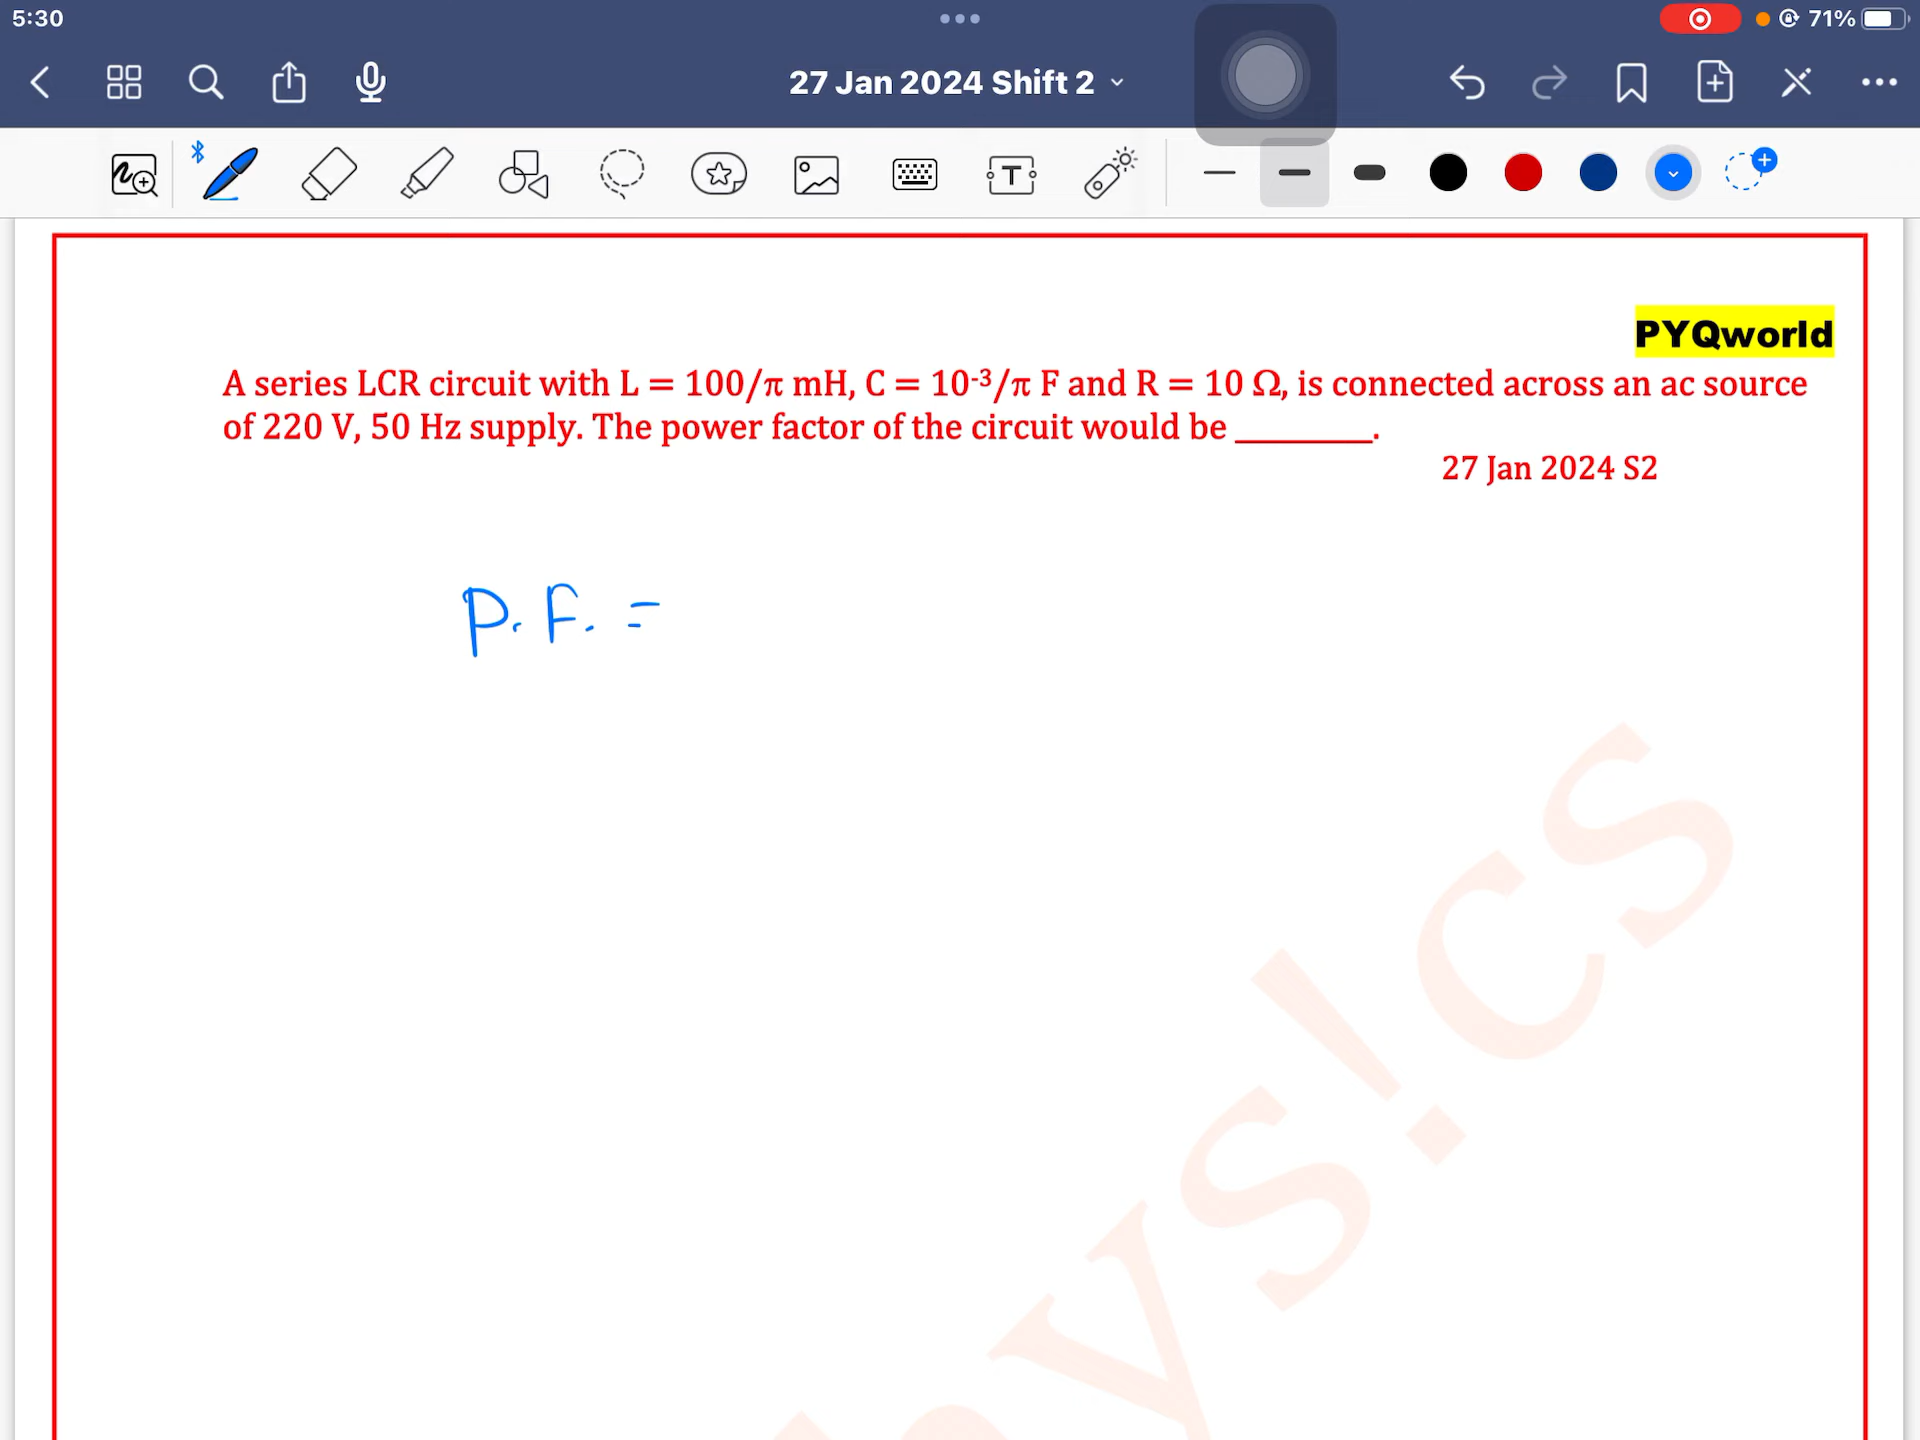 5:30
71%
27 Jan 2024 Shift 2
PYQworld
A series LCR circuit with L = 100/π mH, C = 10⁻³/π F and R = 10 Ω, is connected across an ac source
of 220 V, 50 Hz supply. The power factor of the circuit would be ________.
27 Jan 2024 S2
P. F. =
ys!cs